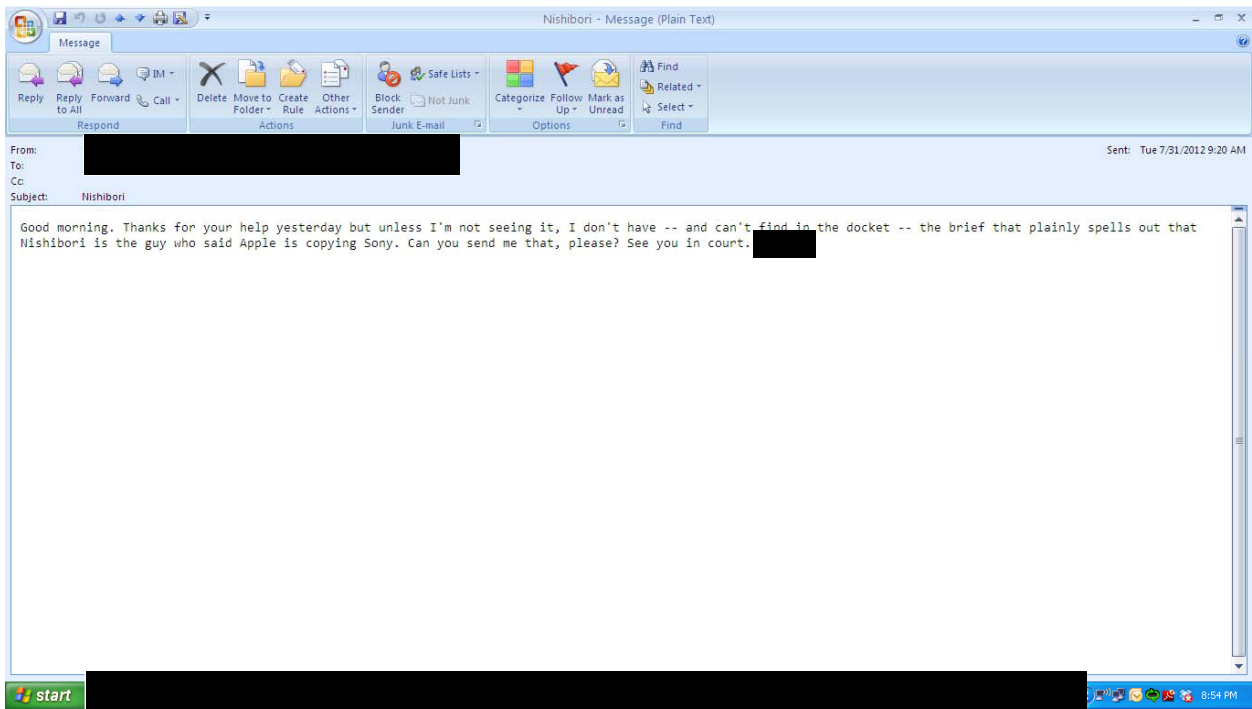 Nishibori - Message (Plain Text)
Message
Reply Reply to All Forward IM Call
Delete Move to Folder Create Rule Other Actions
Block Sender Safe Lists Not Junk
Categorize Follow Up Mark as Unread
Find Related Select
Respond Actions Junk E-mail Options Find
From: Sent: Tue 7/31/2012 9:20 AM
To:
Cc:
Subject: Nishibori
Good morning. Thanks for your help yesterday but unless I'm not seeing it, I don't have -- and can't find in the docket -- the brief that plainly spells out that
Nishibori is the guy who said Apple is copying Sony. Can you send me that, please? See you in court.
start 8:54 PM